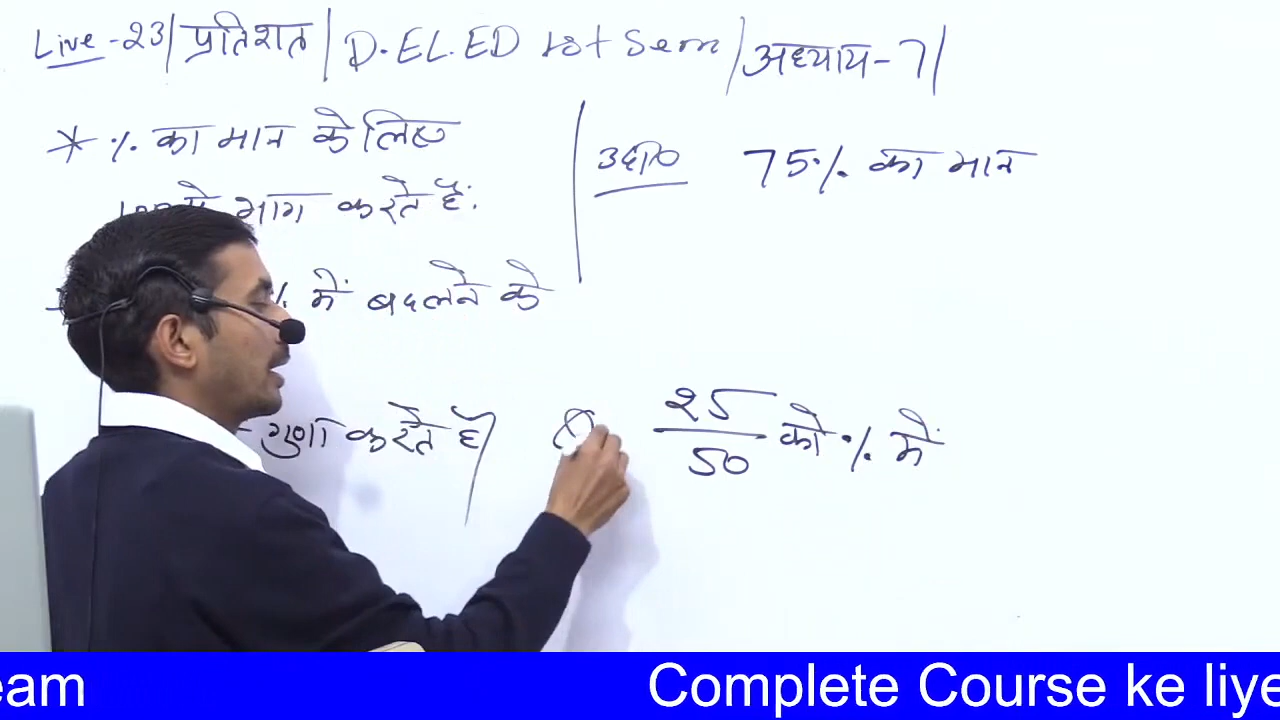 Live-23|प्रतिशत|D.EL.ED 1st Sem|अध्याय-7|
* % का मान के लिए
भाग करते हैं.
% में बदलने के
गुणा करते हैं
उदा० 75% का मान
25/50 को % में
eam Complete Course ke liye